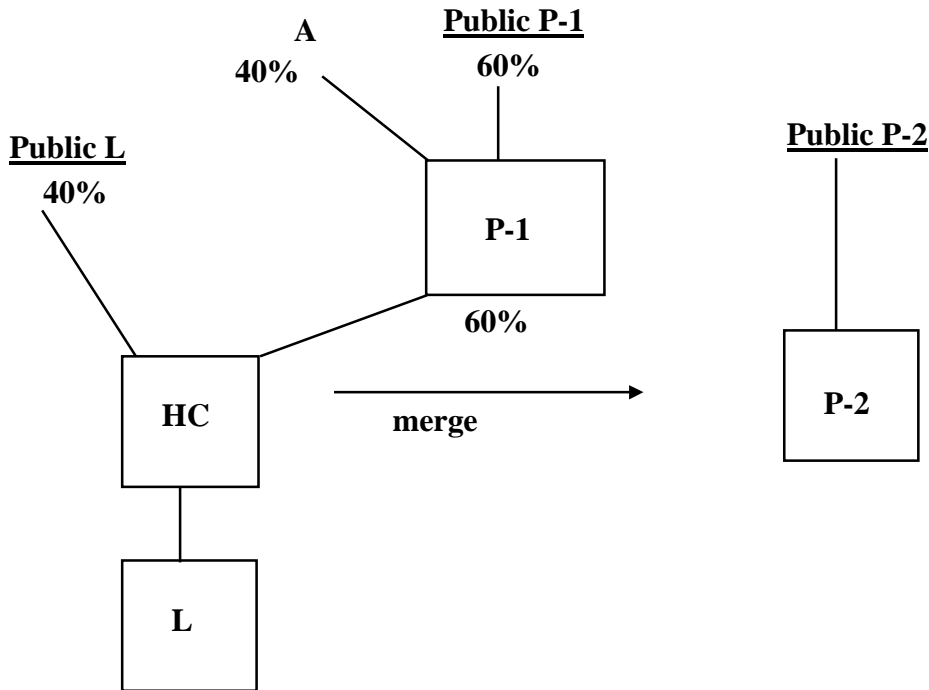 A
40%
Public P-1
60%
Public L
40%
P-1
60%
Public P-2
HC
merge
P-2
L